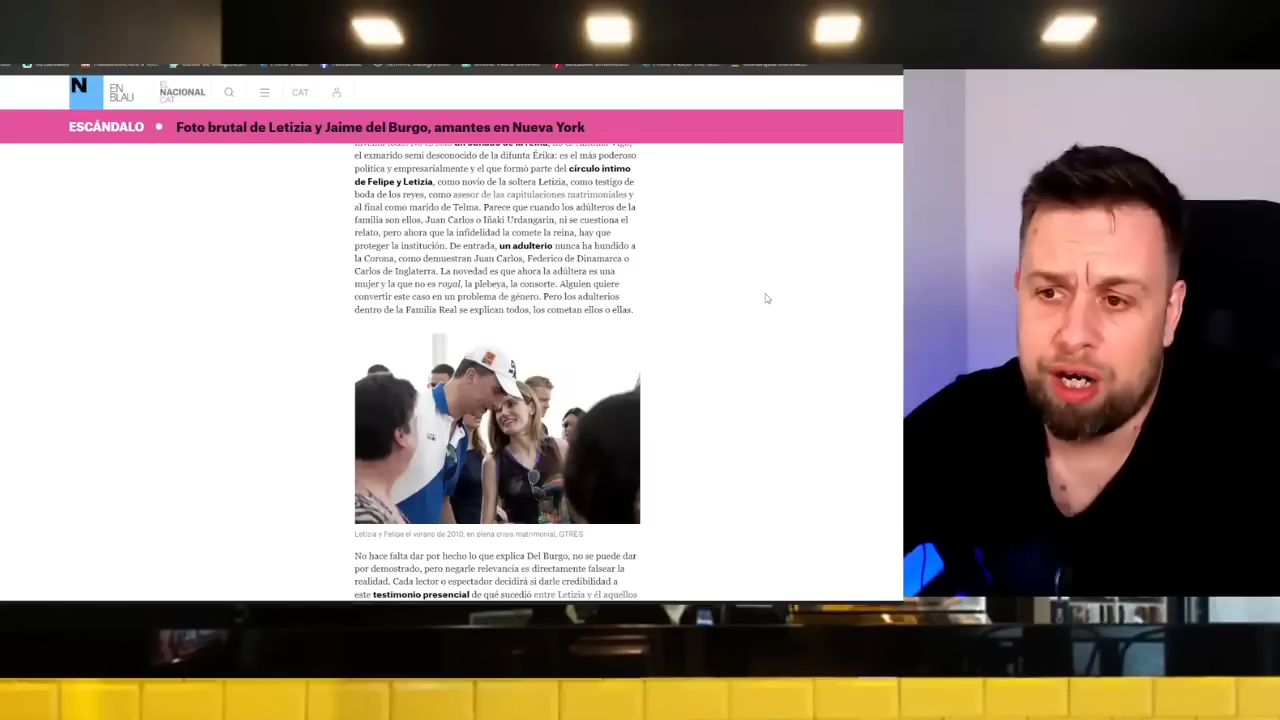 N
EN
BLAU
EL
NACIONAL
CAT
CAT
ESCÁNDALO • Foto brutal de Letizia y Jaime del Burgo, amantes en Nueva York
el exmarido semi desconocido de la difunta Érika: es el más poderoso
política y empresarialmente y el que formó parte del círculo íntimo
de Felipe y Letizia, como novio de la soltera Letizia, como testigo de
boda de los reyes, como asesor de las capitulaciones matrimoniales y
al final como marido de Telma. Parece que cuando los adúlteros de la
familia son ellos, Juan Carlos o Iñaki Urdangarin, ni se cuestiona el
relato, pero ahora que la infidelidad la comete la reina, hay que
proteger la institución. De entrada, un adulterio nunca ha hundido a
la Corona, como demuestran Juan Carlos, Federico de Dinamarca o
Carlos de Inglaterra. La novedad es que ahora la adúltera es una
mujer y la que no es royal, la plebeya, la consorte. Alguien quiere
convertir este caso en un problema de género. Pero los adulterios
dentro de la Familia Real se explican todos, los cometan ellos o ellas.
Letizia y Felipe el verano de 2010, en plena crisis matrimonial, GTRES
No hace falta dar por hecho lo que explica Del Burgo, no se puede dar
por demostrado, pero negarle relevancia es directamente falsear la
realidad. Cada lector o espectador decidirá si darle credibilidad a
este testimonio presencial de qué sucedió entre Letizia y él aquellos